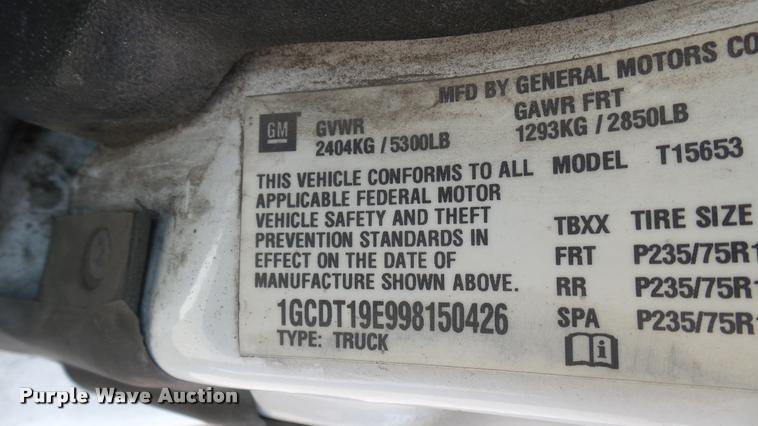 MFD BY GENERAL MOTORS CO
GM
GVWR GAWR FRT
2404KG / 5300LB 1293KG / 2850LB
THIS VEHICLE CONFORMS TO ALL MODEL T15653
APPLICABLE FEDERAL MOTOR
VEHICLE SAFETY AND THEFT TBXX TIRE SIZE
PREVENTION STANDARDS IN FRT P235/75R1
EFFECT ON THE DATE OF
MANUFACTURE SHOWN ABOVE. RR P235/75R1
1GCDT19E998150426 SPA P235/75R1
TYPE: TRUCK
i
Purple Wave Auction